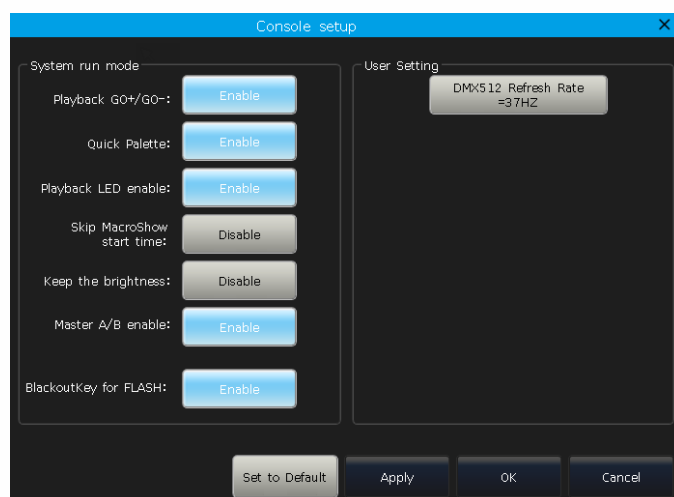 Console setup
System run mode
Playback GO+/GO-:
Enable
Quick Palette:
Enable
Playback LED enable:
Enable
Skip MacroShow
start time:
Disable
Keep the brightness:
Disable
Master A/B enable:
Enable
BlackoutKey for FLASH:
Enable
User Setting
DMX512 Refresh Rate
=37HZ
Set to Default
Apply
OK
Cancel